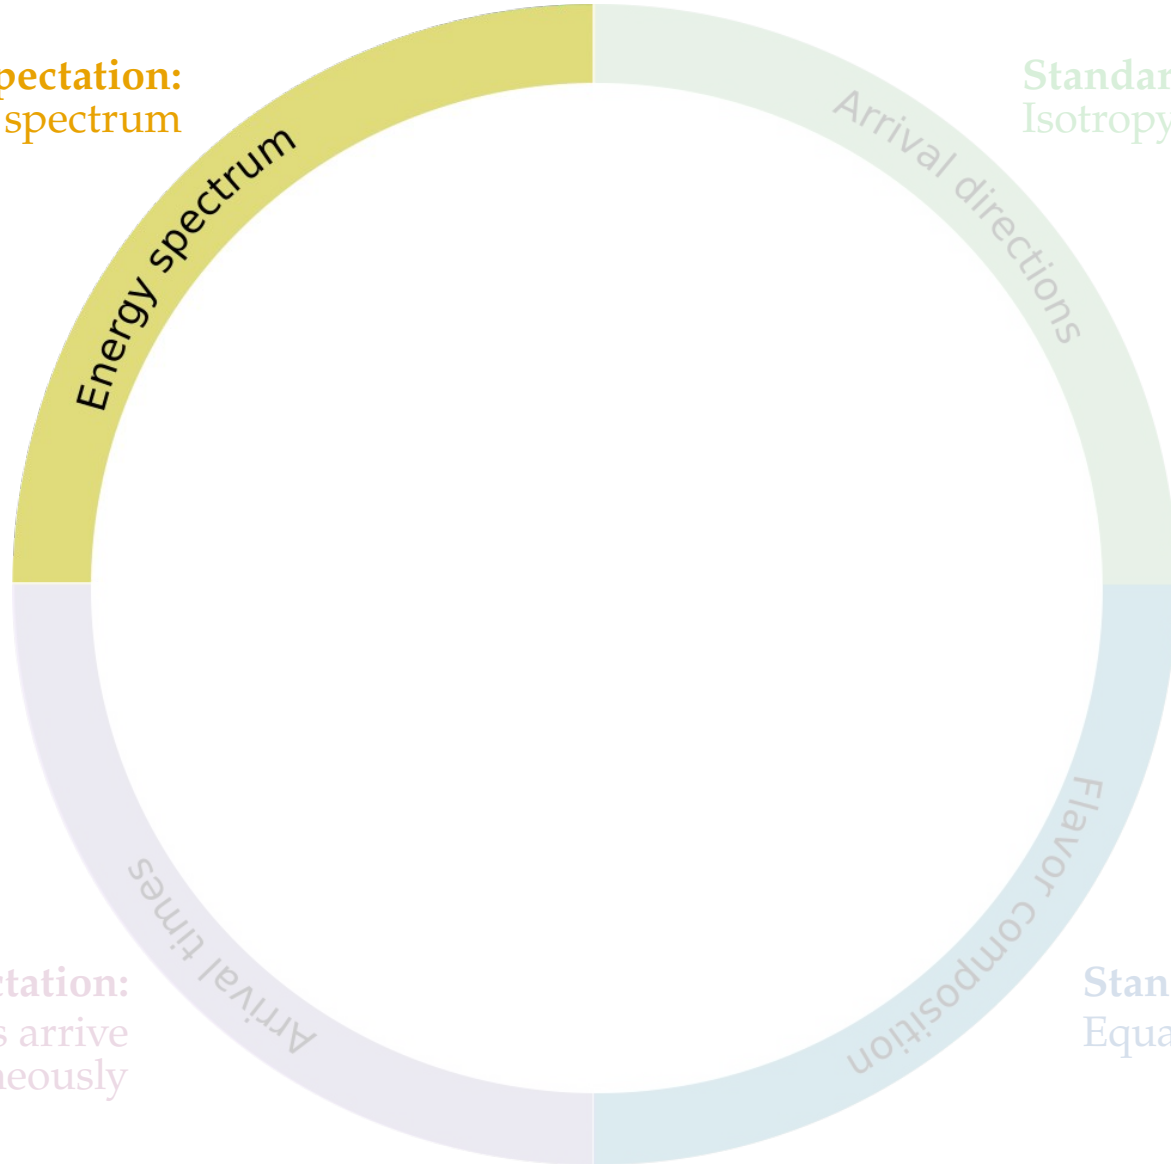 pectation:
spectrum
Standar
Isotropy
Energy spectrum
Arrival directions
Arrival times
Flavor composition
ctation:
s arrive
neously
Stan
Equa